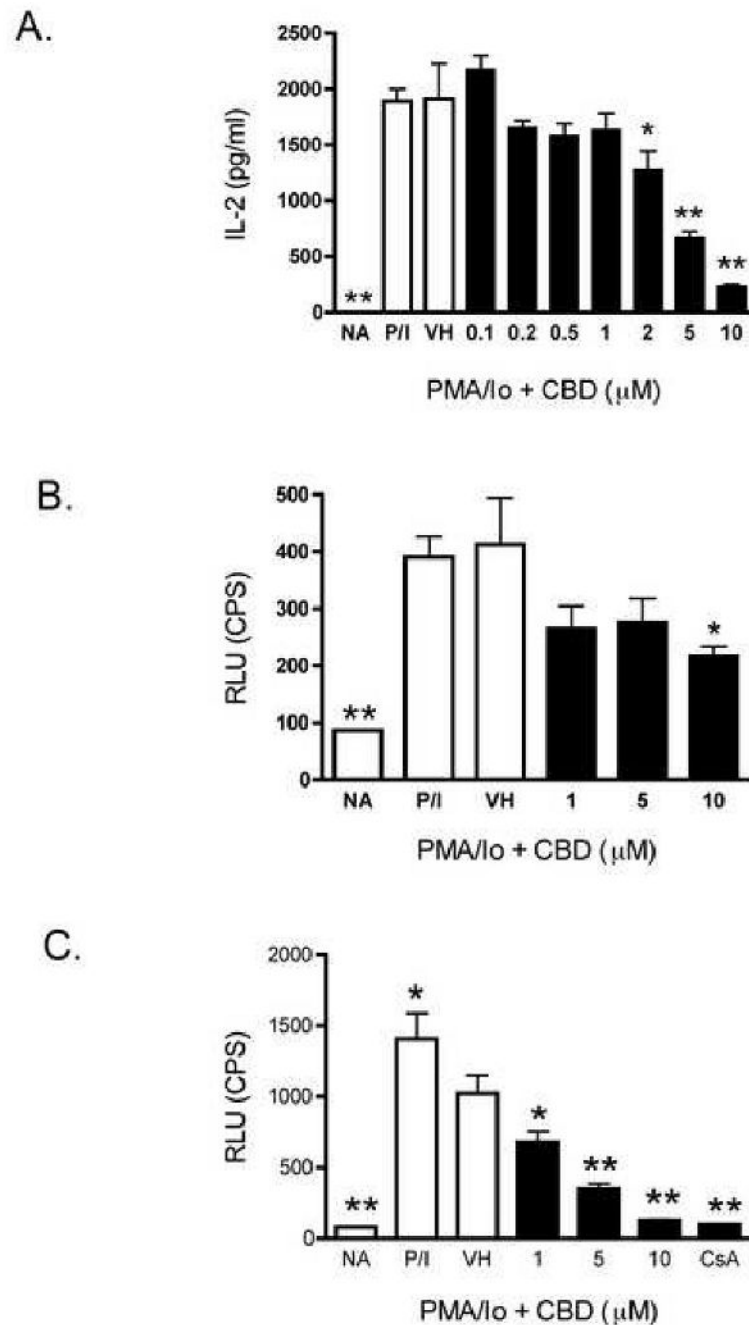 A.
2500
2000
1500
1000
500
0
IL-2 (pg/ml)
*
**
**
**
NA P/I VH 0.1 0.2 0.5 1 2 5 10
PMA/Io + CBD (μM)
B.
500
400
300
200
100
0
RLU (CPS)
**
*
NA P/I VH 1 5 10
PMA/Io + CBD (μM)
C.
2000
1500
1000
500
0
RLU (CPS)
*
*
**
**
**
**
NA P/I VH 1 5 10 CsA
PMA/Io + CBD (μM)